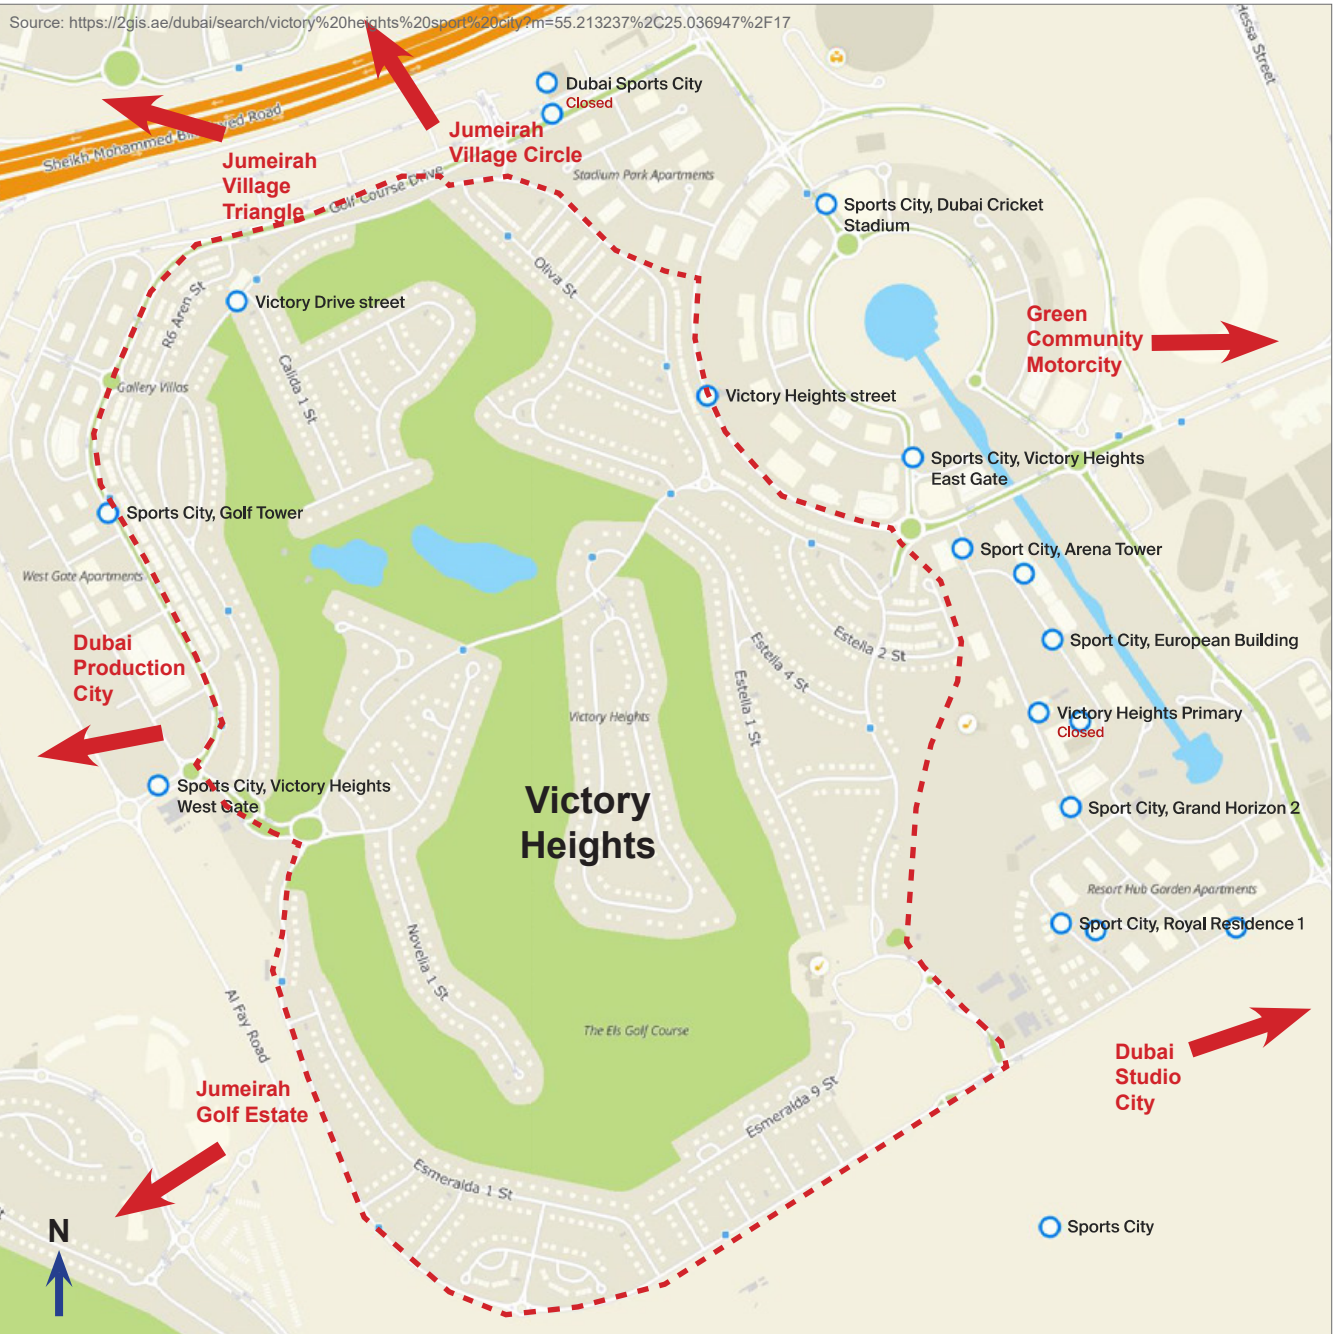 Source: https://2gis.ae/dubai/search/victory%20heights%20sport%20city?m=55.213237%2C25.036947%2F17
Hessa Street
Dubai Sports City
Closed
Sheikh Mohammed Bin Zayed Road
Jumeirah
Village Circle
Jumeirah
Village
Triangle
Golf Course Drive
Stadium Park Apartments
Sports City, Dubai Cricket
Stadium
Oliva St
R6 Aren St
Victory Drive street
Green
Community
Motorcity
Calida 1 St
Gallery Villas
Victory Heights street
Sports City, Victory Heights
East Gate
Sports City, Golf Tower
Sport City, Arena Tower
West Gate Apartments
Dubai
Production
City
Estella 2 St
Estella 4 St
Estella 1 St
Sport City, European Building
Victory Heights
Victory Heights Primary
Closed
Sports City, Victory Heights
West Gate
Victory
Heights
Sport City, Grand Horizon 2
Resort Hub Garden Apartments
Sport City, Royal Residence 1
Novelia 1 St
Al Fay Road
The Els Golf Course
Dubai
Studio
City
Jumeirah
Golf Estate
Esmeralda 9 St
Esmeralda 1 St
N
Sports City